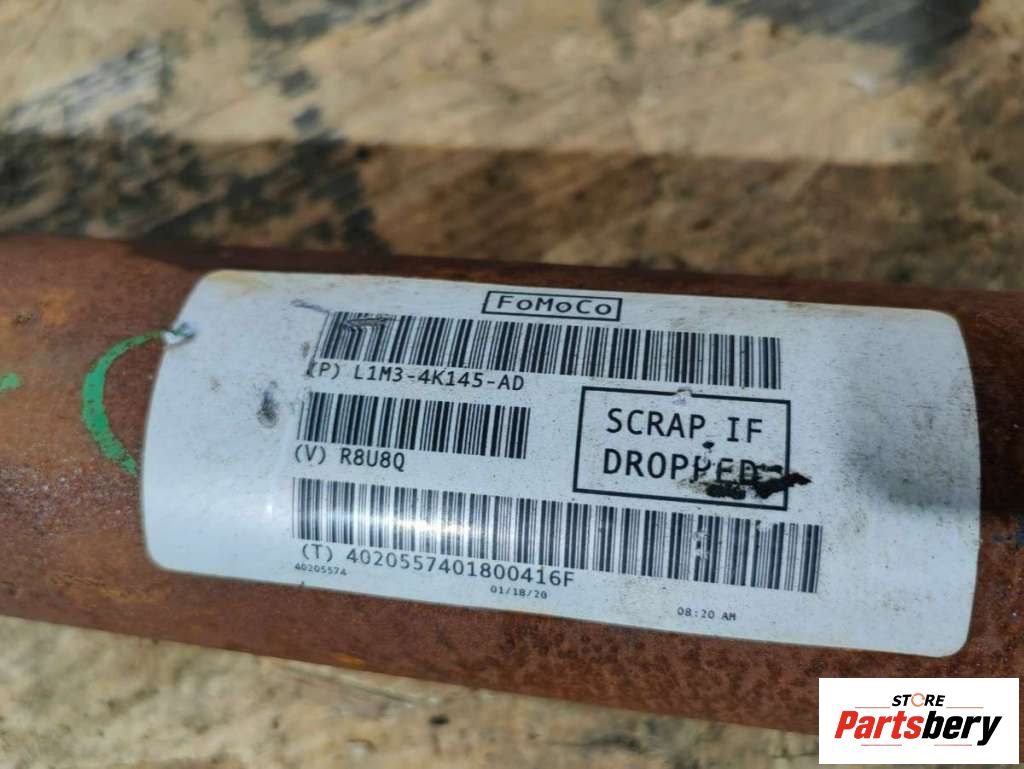 FoMoCo
(P) L1M3-4K145-AD
(V) R8U8Q
SCRAP IF
DROPPED
(T) 4020557401800416F
40205574
01/18/20
08:20 AM
STORE
Partsbery